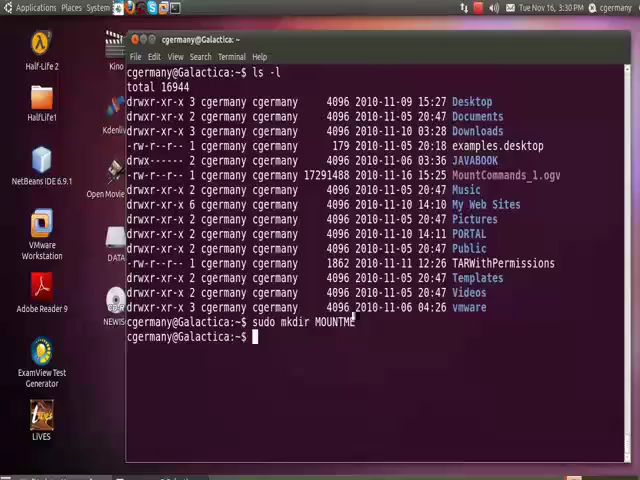 Applications Places System
Tue Nov 16, 3:30 PM cgermany
cgermany@Galactica: ~
File Edit View Search Terminal Help
cgermany@Galactica:~$ ls -l
total 16944
drwxr-xr-x 3 cgermany cgermany 4096 2010-11-09 15:27 Desktop
drwxr-xr-x 2 cgermany cgermany 4096 2010-11-05 20:47 Documents
drwxr-xr-x 3 cgermany cgermany 4096 2010-11-10 03:28 Downloads
-rw-r--r-- 1 cgermany cgermany 179 2010-11-05 20:18 examples.desktop
drwx------ 2 cgermany cgermany 4096 2010-11-06 03:36 JAVABOOK
-rw-r--r-- 1 cgermany cgermany 17291488 2010-11-16 15:25 MountCommands_1.ogv
drwxr-xr-x 2 cgermany cgermany 4096 2010-11-05 20:47 Music
drwxr-xr-x 6 cgermany cgermany 4096 2010-11-10 14:10 My Web Sites
drwxr-xr-x 2 cgermany cgermany 4096 2010-11-05 20:47 Pictures
drwxr-xr-x 2 cgermany cgermany 4096 2010-11-10 14:11 PORTAL
drwxr-xr-x 2 cgermany cgermany 4096 2010-11-05 20:47 Public
-rw-r--r-- 1 cgermany cgermany 1862 2010-11-11 12:26 TARWithPermissions
drwxr-xr-x 2 cgermany cgermany 4096 2010-11-05 20:47 Templates
drwxr-xr-x 2 cgermany cgermany 4096 2010-11-05 20:47 Videos
drwxr-xr-x 3 cgermany cgermany 4096 2010-11-06 04:26 vmware
cgermany@Galactica:~$ sudo mkdir MOUNTME
cgermany@Galactica:~$
Half-Life 2
Kino
HalfLife1
Kdenliv
NetBeans IDE 6.9.1
Open Movie
VMware
Workstation
DATA
Adobe Reader 9
NEWIS
ExamView Test
Generator
LiVES